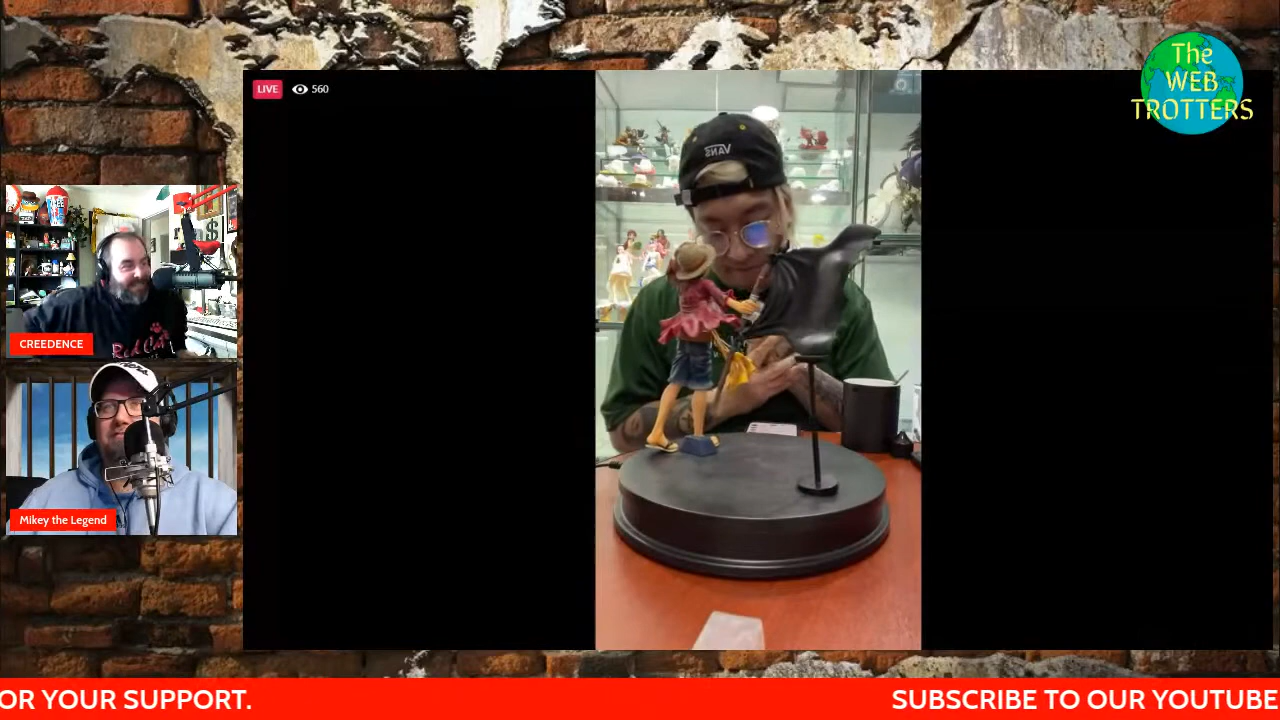 LIVE 560
The
WEB
TROTTERS
VANS
CREEDENCE
Mikey the Legend
OR YOUR SUPPORT.
SUBSCRIBE TO OUR YOUTUBE